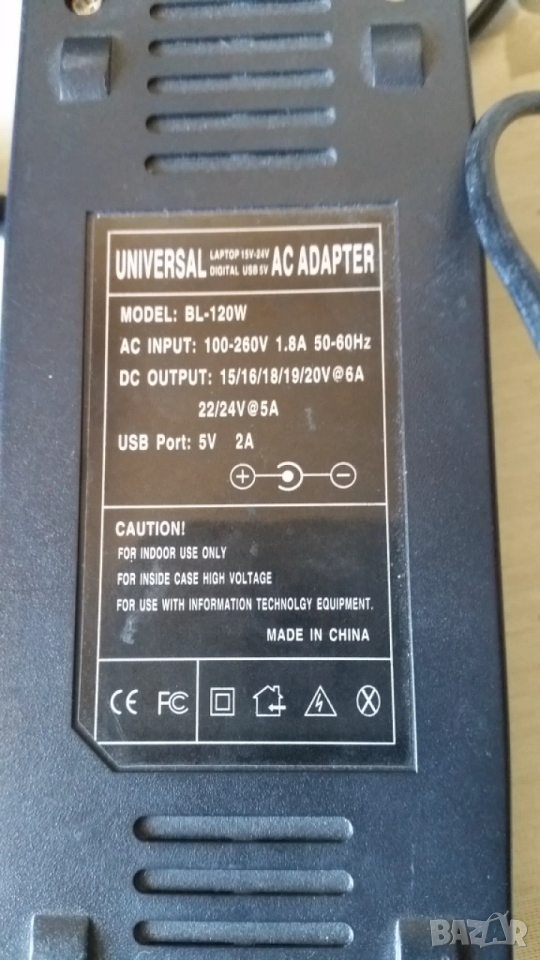 UNIVERSAL LAPTOP 15V-24V DIGITAL USB 5V AC ADAPTER
MODEL: BL-120W
AC INPUT: 100-260V 1.8A 50-60Hz
DC OUTPUT: 15/16/18/19/20V@6A
22/24V@5A
USB Port: 5V 2A
CAUTION!
FOR INDOOR USE ONLY
FOR INSIDE CASE HIGH VOLTAGE
FOR USE WITH INFORMATION TECHNOLGY EQUIPMENT.
MADE IN CHINA
CE FC
BAZAR